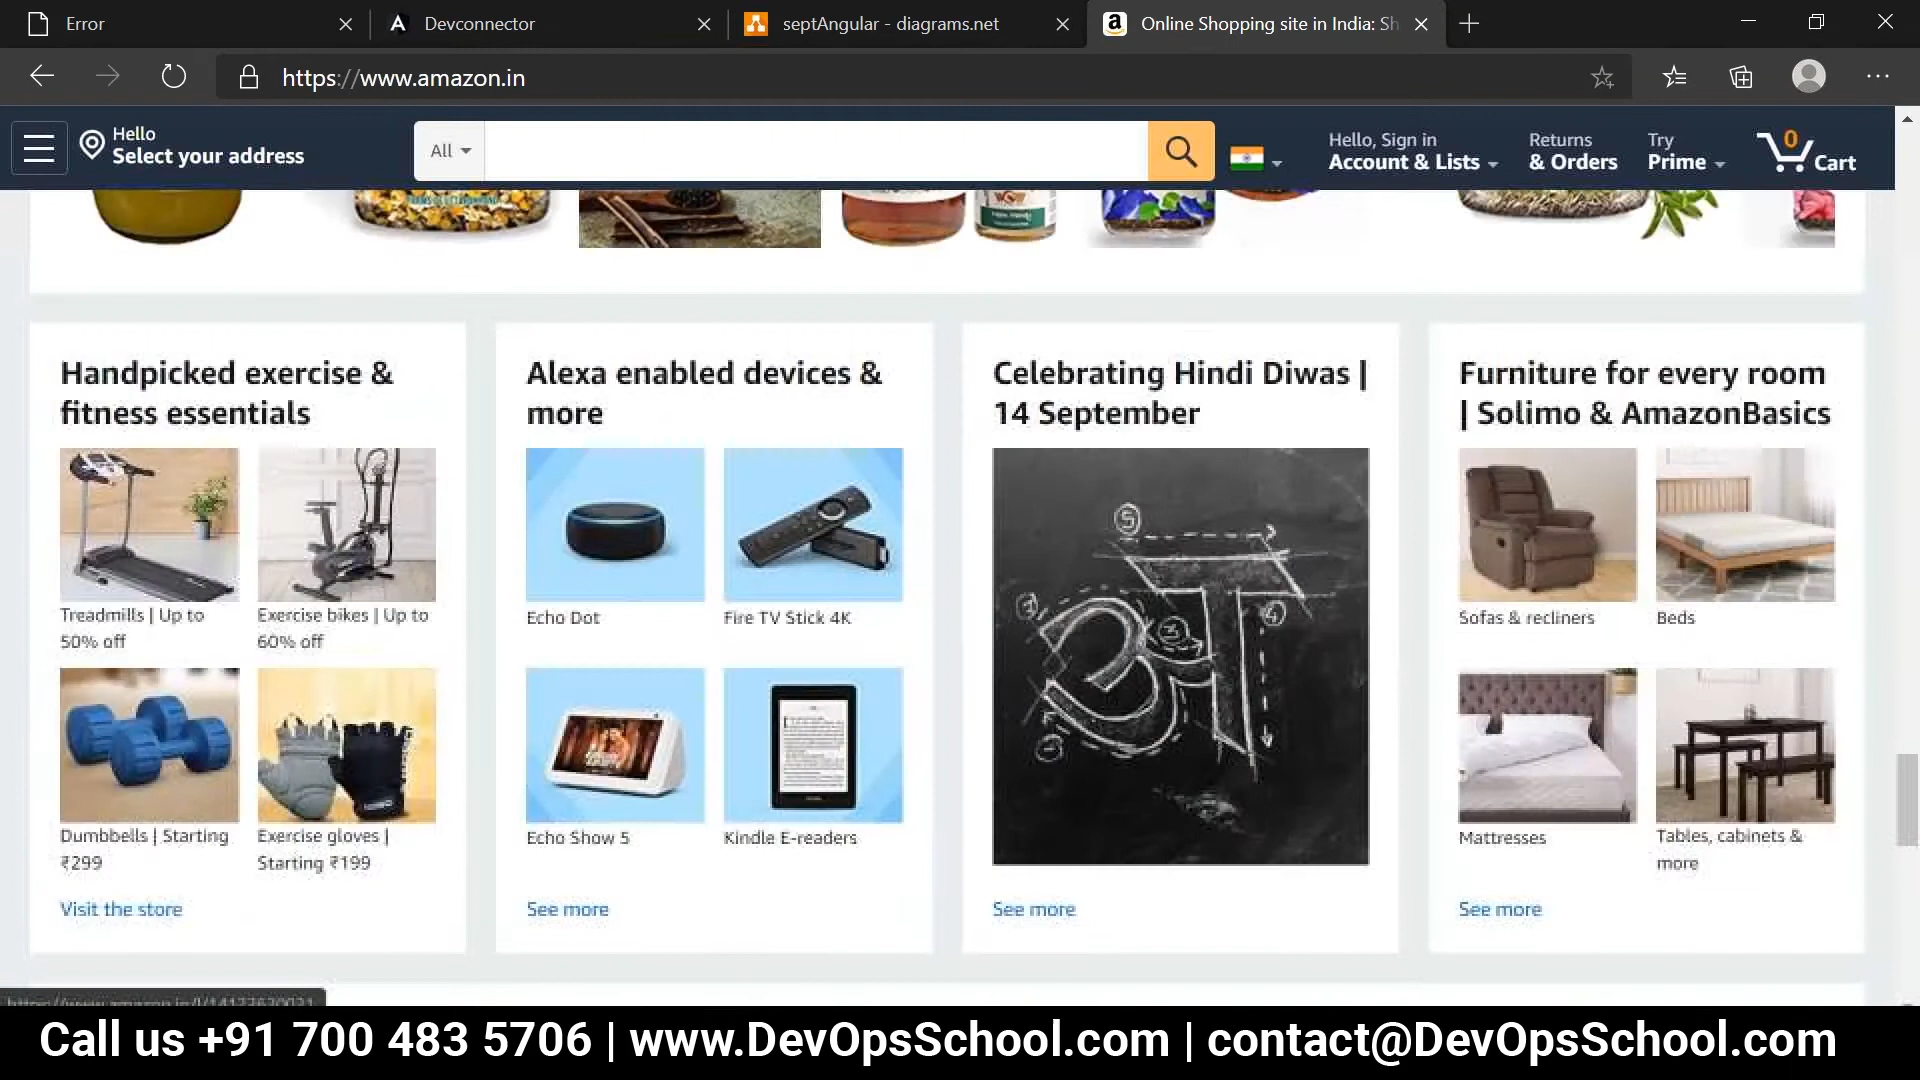 Error
Devconnector
septAngular - diagrams.net
Online Shopping site in India: Sh
https://www.amazon.in
Hello
Select your address
All
Hello, Sign in
Account & Lists
Returns
& Orders
Try
Prime
0
Cart
Handpicked exercise &
fitness essentials
Treadmills | Up to
50% off
Exercise bikes | Up to
60% off
Dumbbells | Starting
₹299
Exercise gloves |
Starting ₹199
Visit the store
Alexa enabled devices &
more
Echo Dot
Fire TV Stick 4K
Echo Show 5
Kindle E-readers
See more
Celebrating Hindi Diwas |
14 September
5
2
3
4
अ
1
See more
Furniture for every room
| Solimo & AmazonBasics
Sofas & recliners
Beds
Mattresses
Tables, cabinets &
more
See more
Call us +91 700 483 5706 | www.DevOpsSchool.com | contact@DevOpsSchool.com